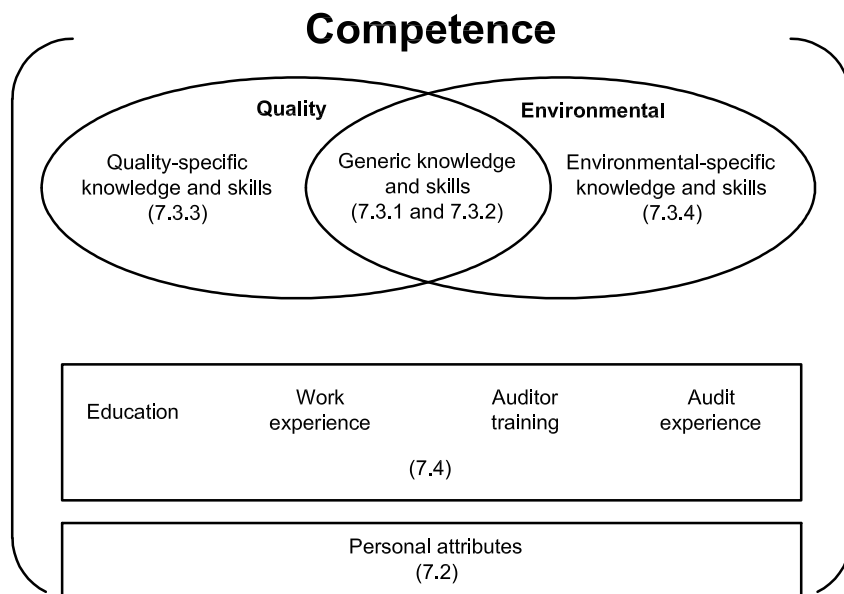 Competence
Quality
Environmental
Quality-specific
knowledge and skills
(7.3.3)
Generic knowledge
and skills
(7.3.1 and 7.3.2)
Environmental-specific
knowledge and skills
(7.3.4)
Education
Work
experience
Auditor
training
Audit
experience
(7.4)
Personal attributes
(7.2)